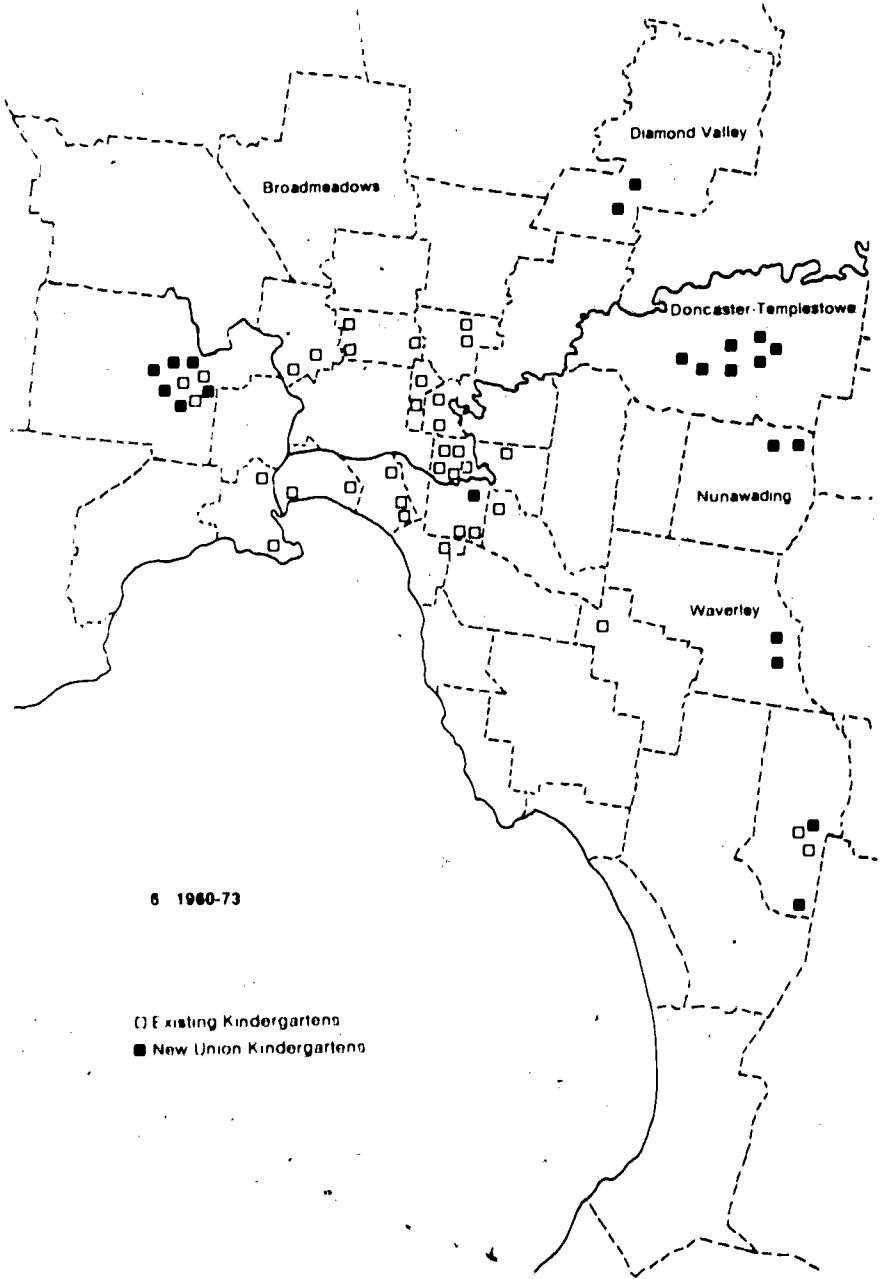 Diamond Valley
Broadmeadows
Doncaster-Templestowe
Nunawading
Waverley
6 1960-73
Existing Kindergartens
New Union Kindergartens